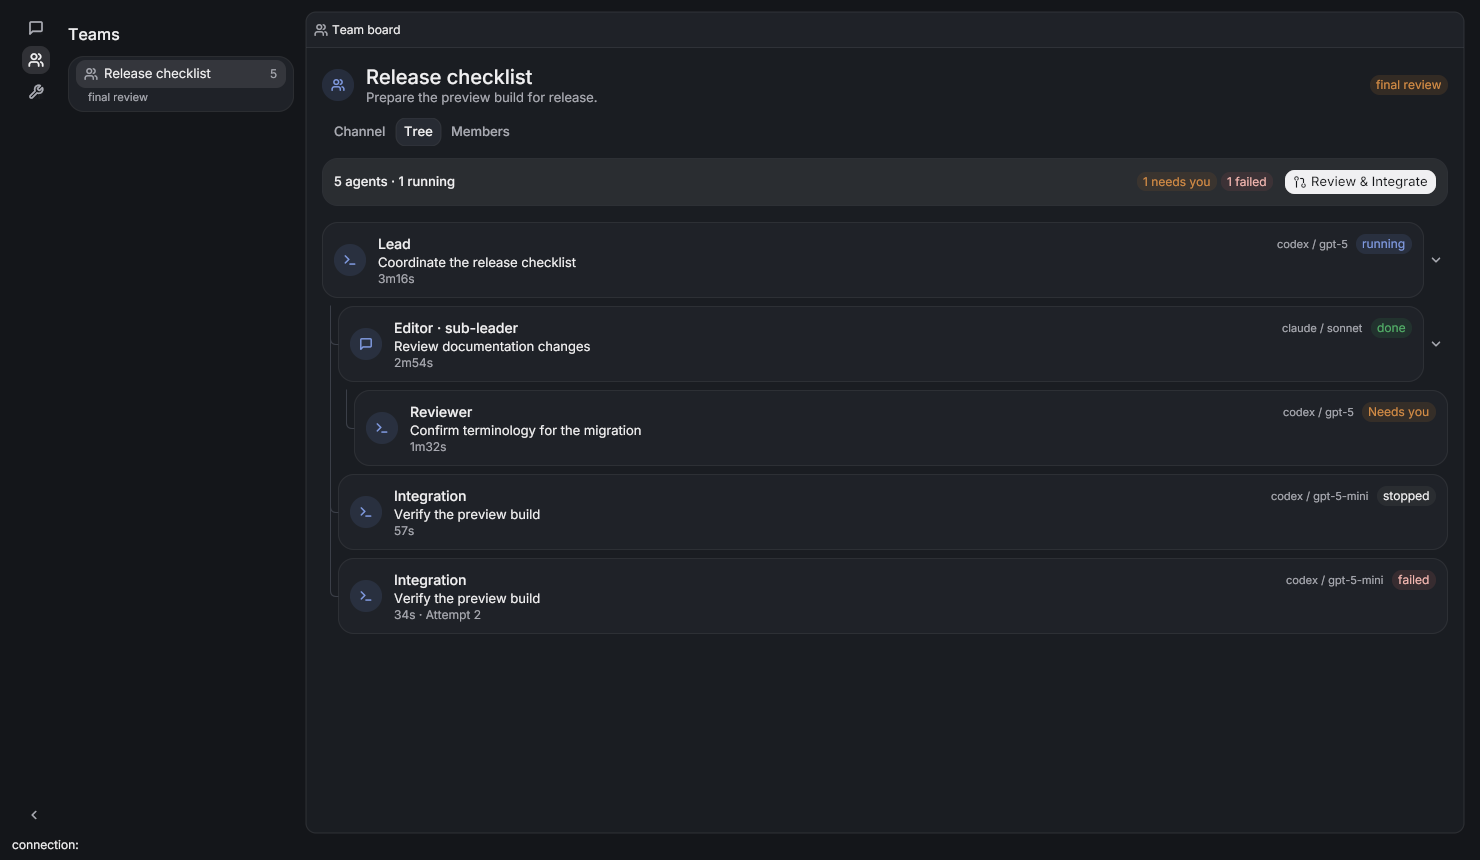 Teams
Release checklist 5
final review
Team board
Release checklist
Prepare the preview build for release.
final review
Channel Tree Members
5 agents · 1 running
1 needs you 1 failed Review & Integrate
Lead
codex / gpt-5 running
Coordinate the release checklist
3m16s
Editor · sub-leader
claude / sonnet done
Review documentation changes
2m54s
Reviewer
codex / gpt-5 Needs you
Confirm terminology for the migration
1m32s
Integration
codex / gpt-5-mini stopped
Verify the preview build
57s
Integration
codex / gpt-5-mini failed
Verify the preview build
34s · Attempt 2
connection: